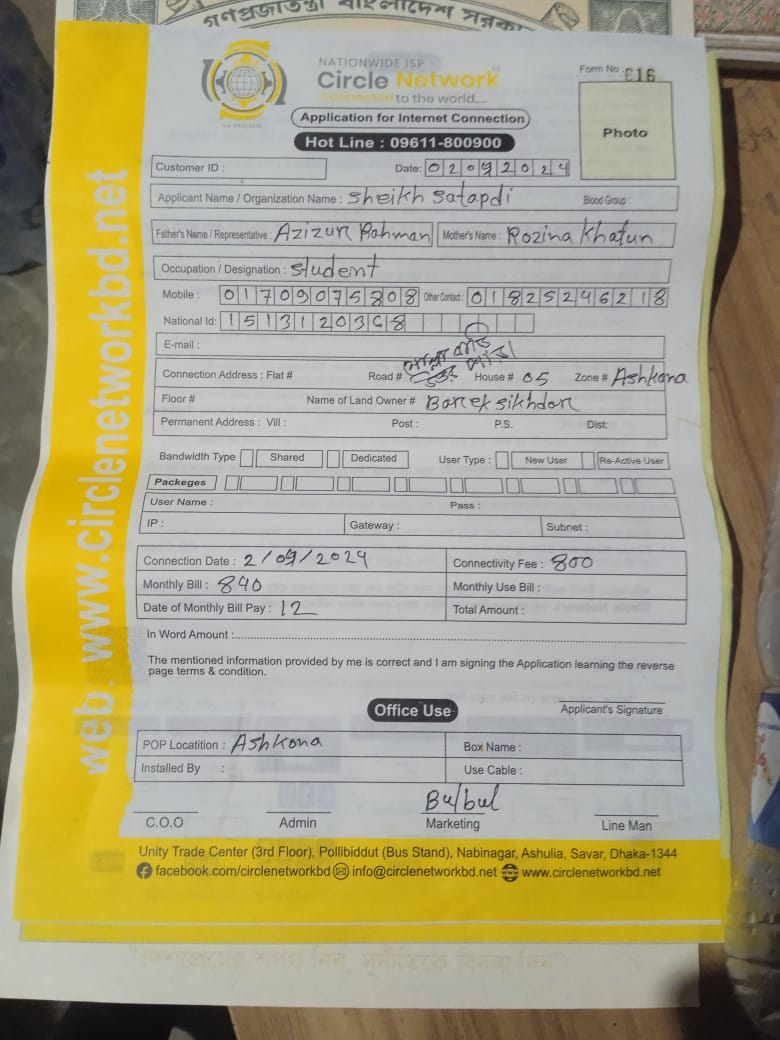 গণপ্রজাতন্ত্রী বাংলাদেশ সরকার
NATIONWIDE ISP
Circle Network
Connected to the world....
Form No : 616
Application for Internet Connection
Hot Line : 09611-800900
Photo
Customer ID :
Date: 02092024
Applicant Name / Organization Name : Sheikh Satapdi
Blood Group :
Father's Name / Representative : Azizur Rahman
Mother's Name : Rozina Khatun
Occupation / Designation : Student
Mobile : 01709075808
Other Contact : 01825246218
National Id: 1513120368
E-mail :
Connection Address : Flat # Road # House # 05 Zone # Ashkona
Floor # Name of Land Owner # Barek sikhdar
Permanent Address : Vill : Post : P.S. Dist:
Bandwidth Type Shared Dedicated User Type : New User Re-Active User
Packeges
User Name : Pass :
IP : Gateway : Subnet :
Connection Date : 2/09/2024 Connectivity Fee : 800
Monthly Bill : 840 Monthly Use Bill :
Date of Monthly Bill Pay : 12 Total Amount :
In Word Amount :
The mentioned information provided by me is correct and I am signing the Application learning the reverse
page terms & condition.
Applicant's Signature
Office Use
POP Locatition : Ashkona Box Name :
Installed By : Use Cable :
Bulbul
C.O.O Admin Marketing Line Man
Unity Trade Center (3rd Floor), Pollibiddut (Bus Stand), Nabinagar, Ashulia, Savar, Dhaka-1344
facebook.com/circlenetworkbd info@circlenetworkbd.net www.circlenetworkbd.net
web. www.circlenetworkbd.net
"দেশপ্রেমের শপথ নিন, দুর্নীতিকে বিদায় দিন"